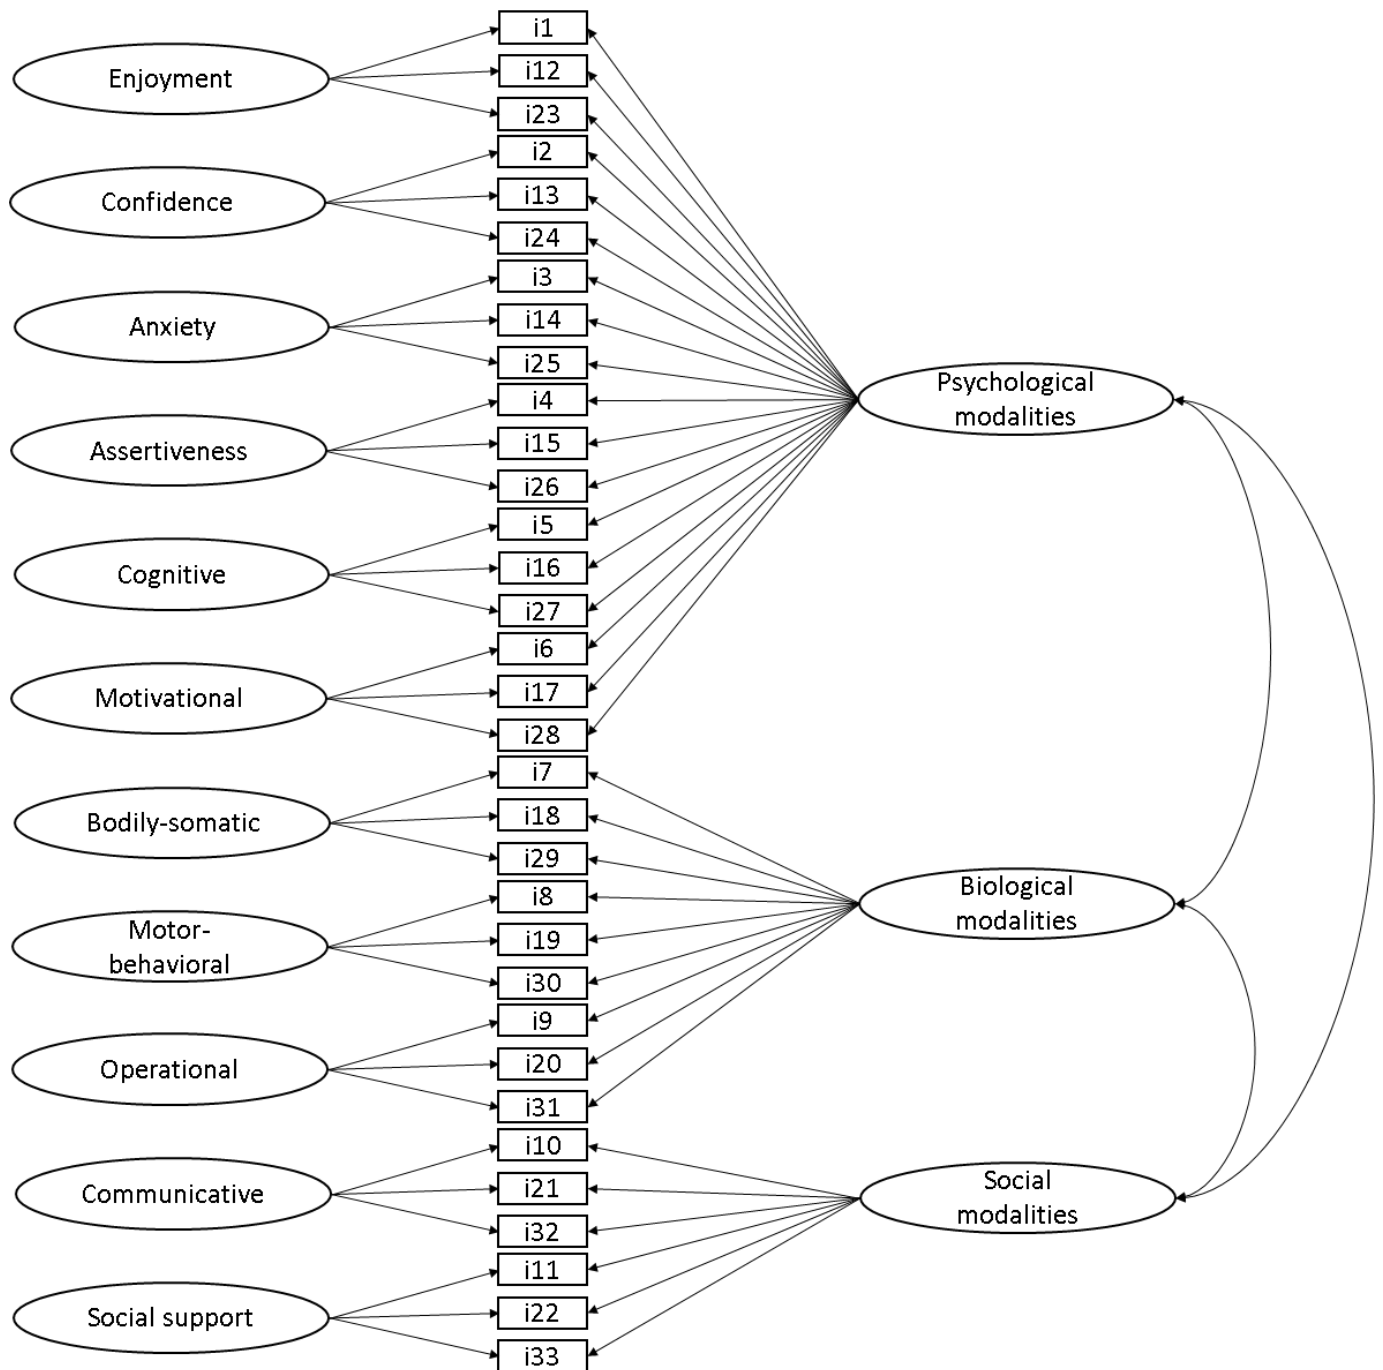 Enjoyment
Confidence
Anxiety
Assertiveness
Cognitive
Motivational
Bodily-somatic
Motor-
behavioral
Operational
Communicative
Social support
i1
i12
i23
i2
i13
i24
i3
i14
i25
i4
i15
i26
i5
i16
i27
i6
i17
i28
i7
i18
i29
i8
i19
i30
i9
i20
i31
i10
i21
i32
i11
i22
i33
Psychological
modalities
Biological
modalities
Social
modalities